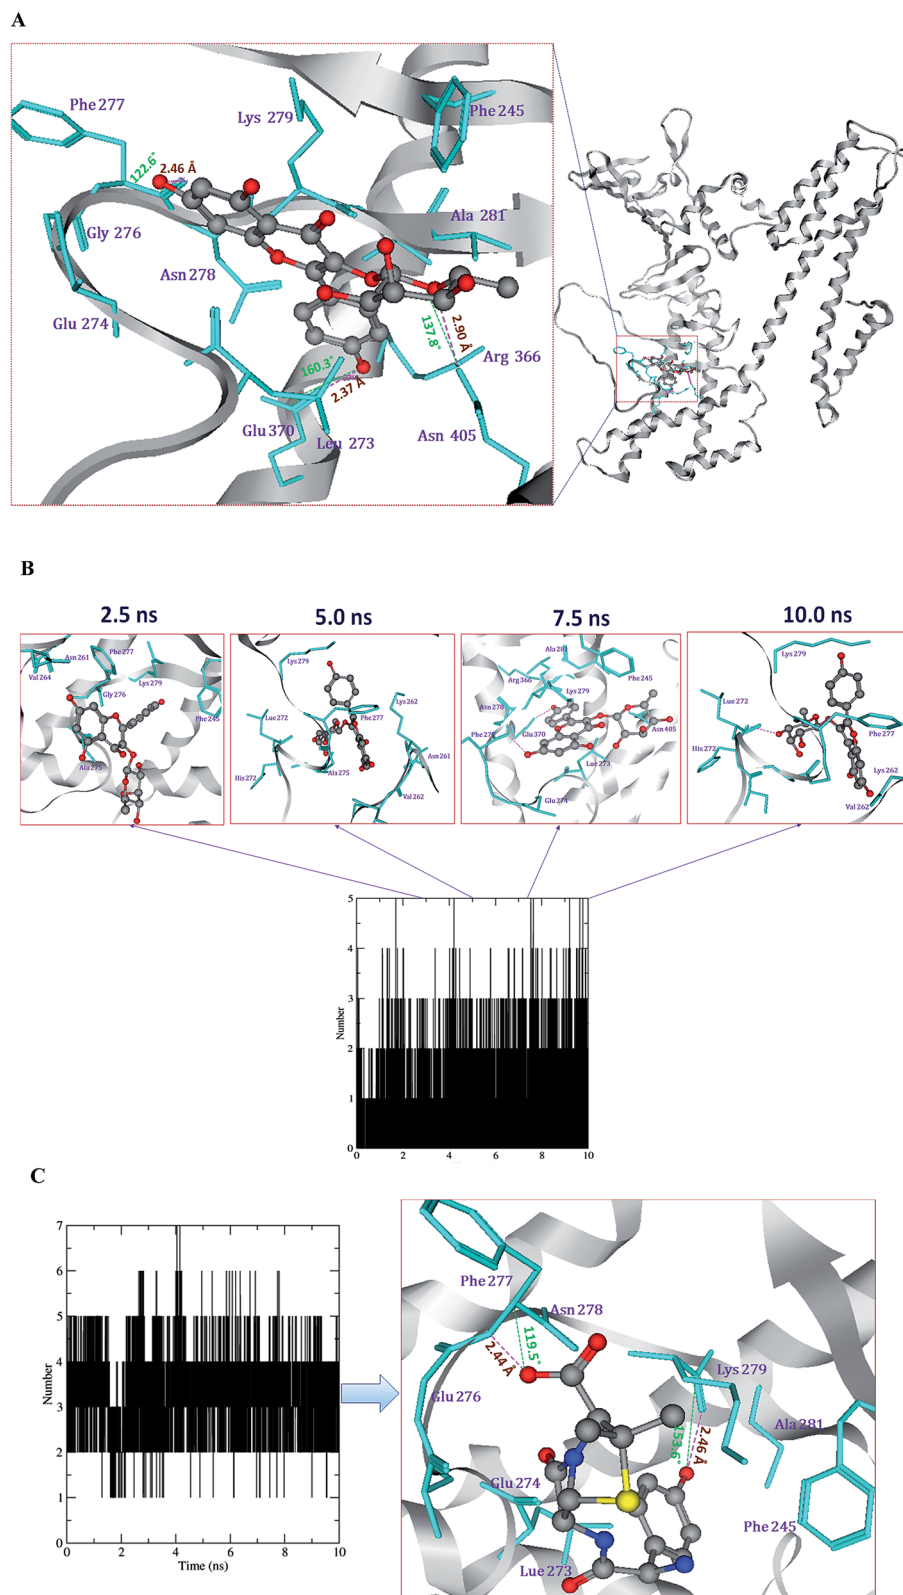 A
Phe 277
Lys 279
Phe 245
122.6°
2.46 Å
Gly 276
Ala 281
Asn 278
Glu 274
137.8°
2.90 Å
Arg 366
160.3°
2.37 Å
Glu 370
Leu 273
Asn 405
B
2.5 ns
5.0 ns
7.5 ns
10.0 ns
Asn 261
Phe 277
Val 264
Lys 279
Gly 276
Phe 245
Ala 275
Lys 279
Lys 262
Lue 272
Phe 277
His 272
Ala 275
Asn 261
Val 262
Ala 281
Arg 366
Phe 245
Lys 279
Asn 278
Asn 405
Glu 370
Lue 273
Glu 274
Lys 279
Lue 272
Phe 277
His 272
Lys 262
Val 262
5
4
3
2
1
0
Number
0 2 4 6 8 10
C
7
6
5
4
3
2
1
0
Number
0 2 4 6 8 10
Time (ns)
Phe 277
Asn 278
119.5°
2.44 Å
Lys 279
Glu 276
Ala 281
153.6°
2.46 Å
Glu 274
Phe 245
Lue 273